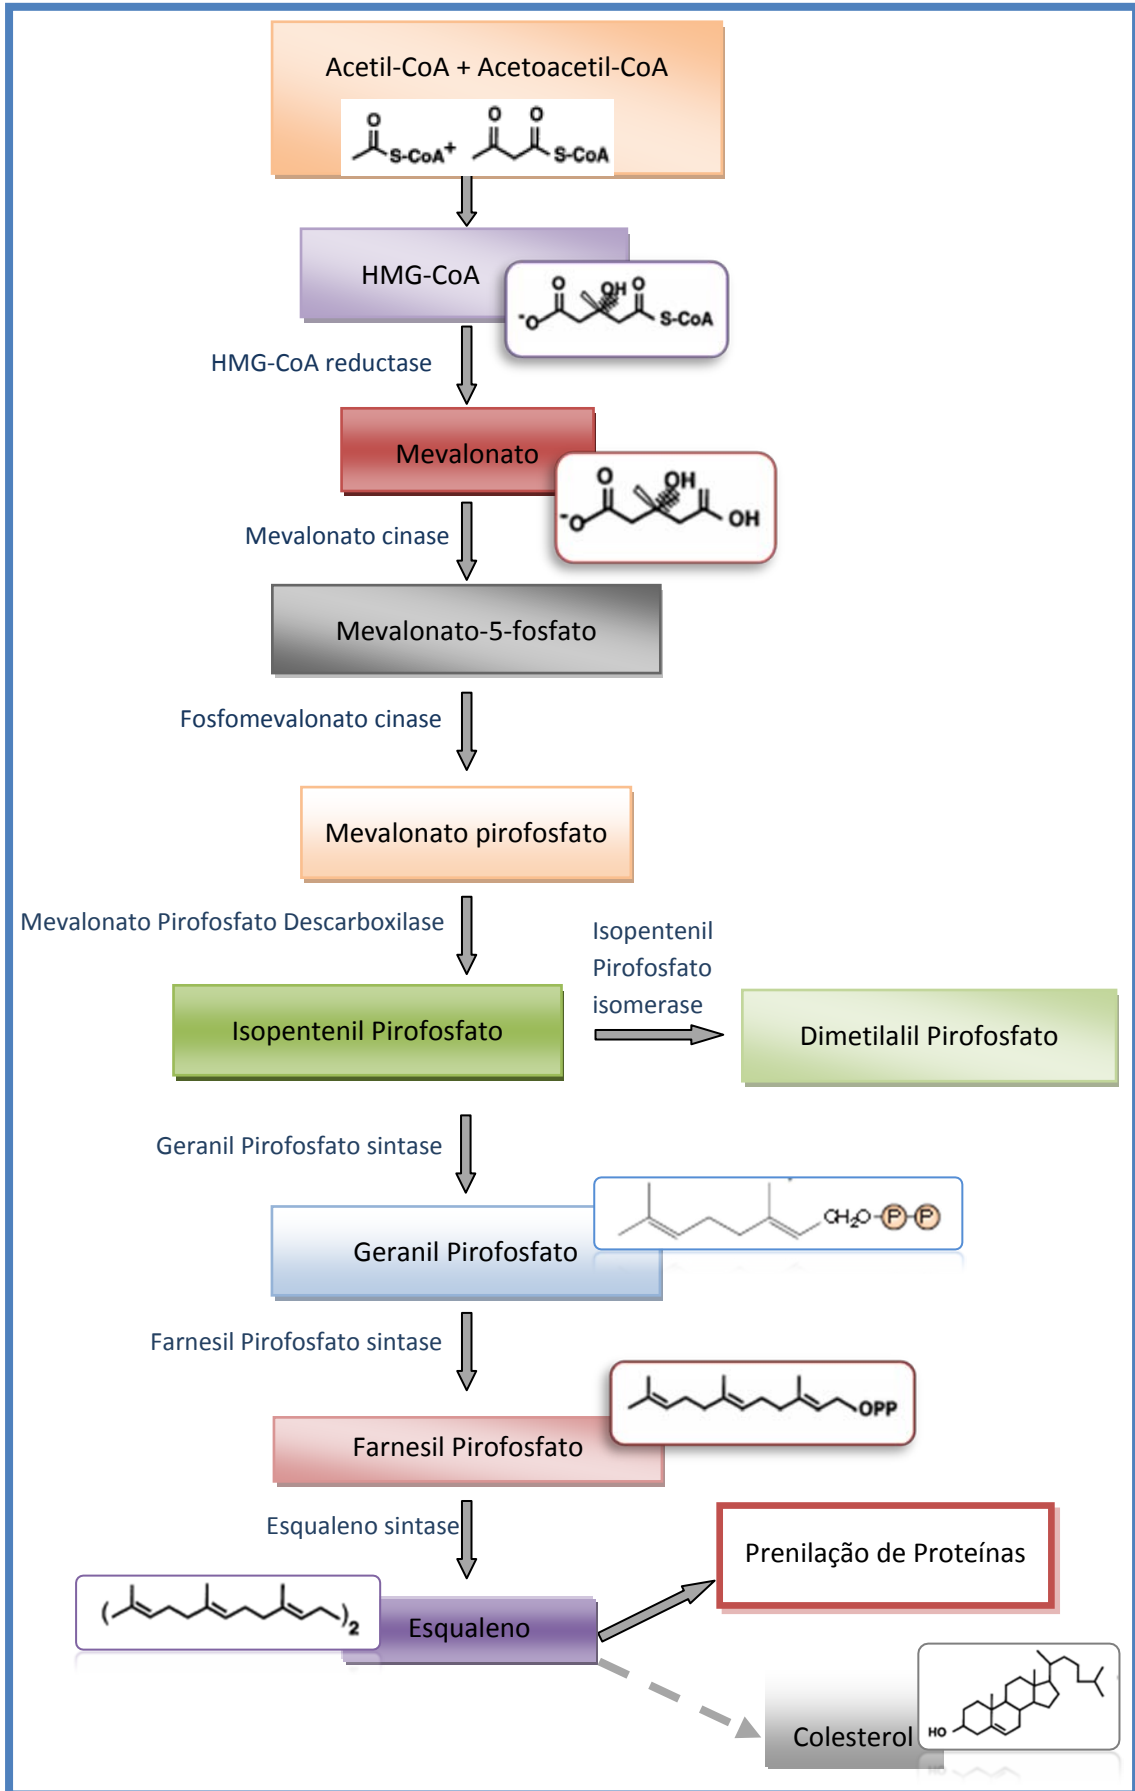 Acetil-CoA + Acetoacetil-CoA
O O O
S-CoA + S-CoA
HMG-CoA
O OH O
-O S-CoA
HMG-CoA reductase
Mevalonato
O OH
-O OH
Mevalonato cinase
Mevalonato-5-fosfato
Fosfomevalonato cinase
Mevalonato pirofosfato
Mevalonato Pirofosfato Descarboxilase
Isopentenil
Pirofosfato
isomerase
Isopentenil Pirofosfato
Dimetilalil Pirofosfato
Geranil Pirofosfato sintase
CH2O-P-P
Geranil Pirofosfato
Farnesil Pirofosfato sintase
OPP
Farnesil Pirofosfato
Esqualeno sintase
Prenilação de Proteínas
( )2
Esqualeno
HO
Colesterol